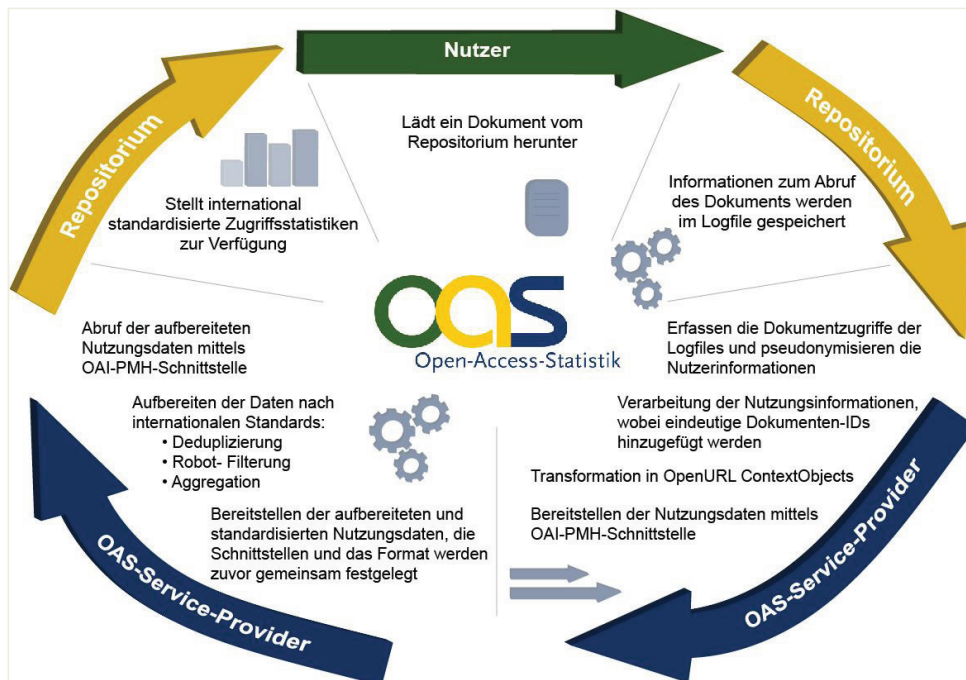 Nutzer
Lädt ein Dokument vom
Repositorium herunter
Repositorium
Informationen zum Abruf
des Dokuments werden
im Logfile gespeichert
Erfassen die Dokumentzugriffe der
Logfiles und pseudonymisieren die
Nutzerinformationen
Verarbeitung der Nutzungsinformationen,
wobei eindeutige Dokumenten-IDs
hinzugefügt werden
Transformation in OpenURL ContextObjects
Bereitstellen der Nutzungsdaten mittels
OAI-PMH-Schnittstelle
OAS-Service-Provider
OAS-Service-Provider
Bereitstellen der aufbereiteten und
standardisierten Nutzungsdaten, die
Schnittstellen und das Format werden
zuvor gemeinsam festgelegt
Aufbereiten der Daten nach
internationalen Standards:
• Deduplizierung
• Robot- Filterung
• Aggregation
Abruf der aufbereiteten
Nutzungsdaten mittels
OAI-PMH-Schnittstelle
Repositorium
Stellt international
standardisierte Zugriffsstatistiken
zur Verfügung
oas
Open-Access-Statistik